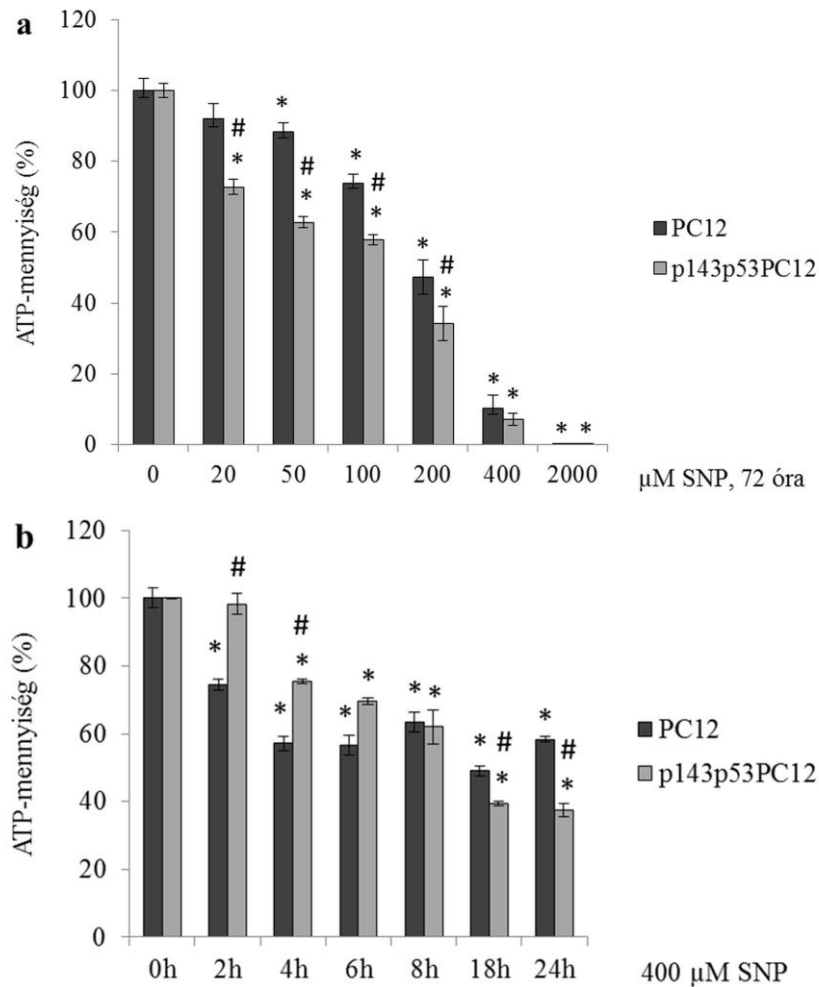 a
120
100
80
60
40
20
0
ATP-mennyiség (%)
# * * # * * # * * # * * * * * *
PC12
p143p53PC12
0 20 50 100 200 400 2000
µM SNP, 72 óra
b
120
100
80
60
40
20
0
ATP-mennyiség (%)
* # * # * * * * * * # * * # *
PC12
p143p53PC12
0h 2h 4h 6h 8h 18h 24h
400 µM SNP